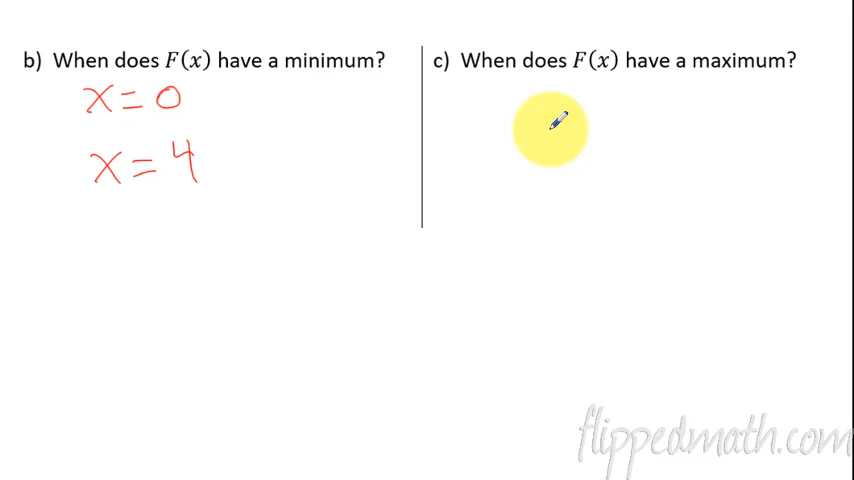 b) When does F(x) have a minimum?
x = 0
x = 4
c) When does F(x) have a maximum?
flippedmath.com